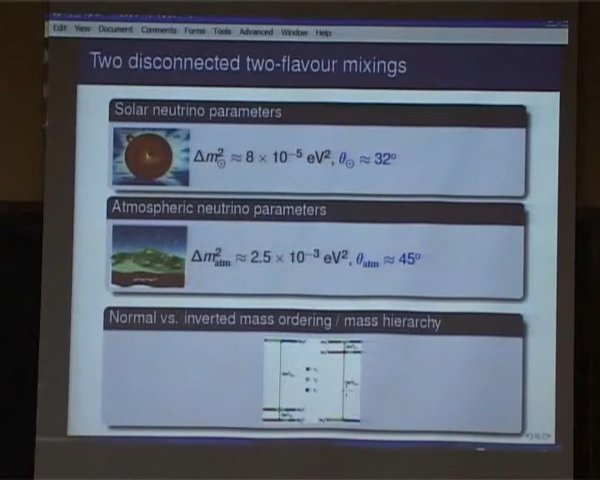 Edit View Document Comments Forms Tools Advanced Window Help
Two disconnected two-flavour mixings
Solar neutrino parameters
Δm²⊙ ≈ 8 × 10⁻⁵ eV², θ⊙ ≈ 32°
Atmospheric neutrino parameters
Δm²atm ≈ 2.5 × 10⁻³ eV², θatm ≈ 45°
Normal vs. inverted mass ordering / mass hierarchy